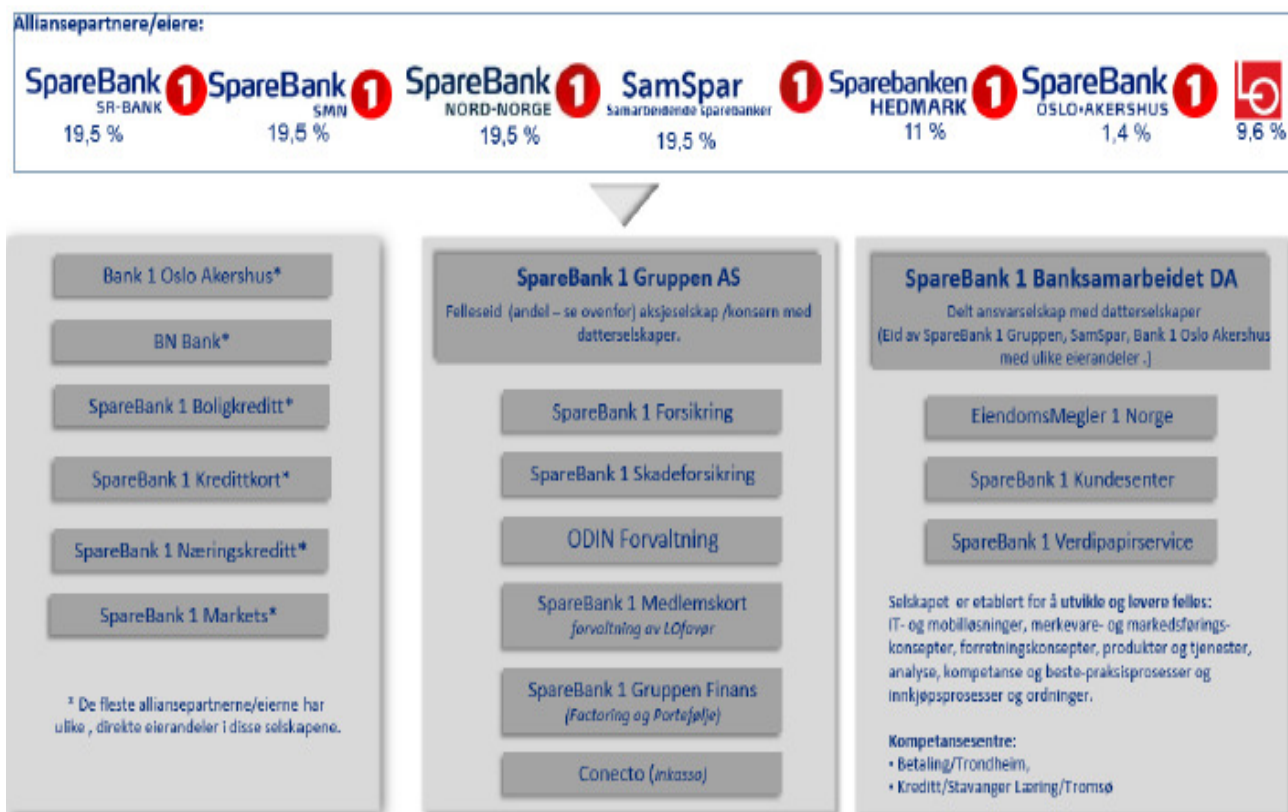 Alliansepartnere/eiere:
SpareBank 1
SR-BANK
19,5 %
SpareBank 1
SMN
19,5 %
SpareBank 1
NORD-NORGE
19,5 %
SamSpar 1
Samarbeidende sparebanker
19,5 %
Sparebanken 1
HEDMARK
11 %
SpareBank 1
OSLO•AKERSHUS
1,4 %
LO
9,6 %
Bank 1 Oslo Akershus*
BN Bank*
SpareBank 1 Boligkreditt*
SpareBank 1 Kredittkort*
SpareBank 1 Næringskreditt*
SpareBank 1 Markets*
* De fleste alliansepartnerne/eierne har
ulike , direkte eierandeler i disse selskapene.
SpareBank 1 Gruppen AS
Felleseid (andel – se ovenfor) aksjeselskap /konsern med
datterselskaper.
SpareBank 1 Forsikring
SpareBank 1 Skadeforsikring
ODIN Forvaltning
SpareBank 1 Medlemskort
forvaltning av LOfavør
SpareBank 1 Gruppen Finans
(Factoring og Portefølje)
Conecto (inkasso)
SpareBank 1 Banksamarbeidet DA
Delt ansvarselskap med datterselskaper
(Eid av SpareBank 1 Gruppen, SamSpar, Bank 1 Oslo Akershus
med ulike eierandeler .)
EiendomsMegler 1 Norge
SpareBank 1 Kundesenter
SpareBank 1 Verdipapirservice
Selskapet er etablert for å utvikle og levere felles:
IT- og mobilløsninger, merkevare- og markedsførings-
konsepter, forretningskonsepter, produkter og tjenester,
analyse, kompetanse og beste-praksisprosesser og
innkjøpsprosesser og ordninger.
Kompetansesentre:
• Betaling/Trondheim,
• Kreditt/Stavanger Læring/Tromsø